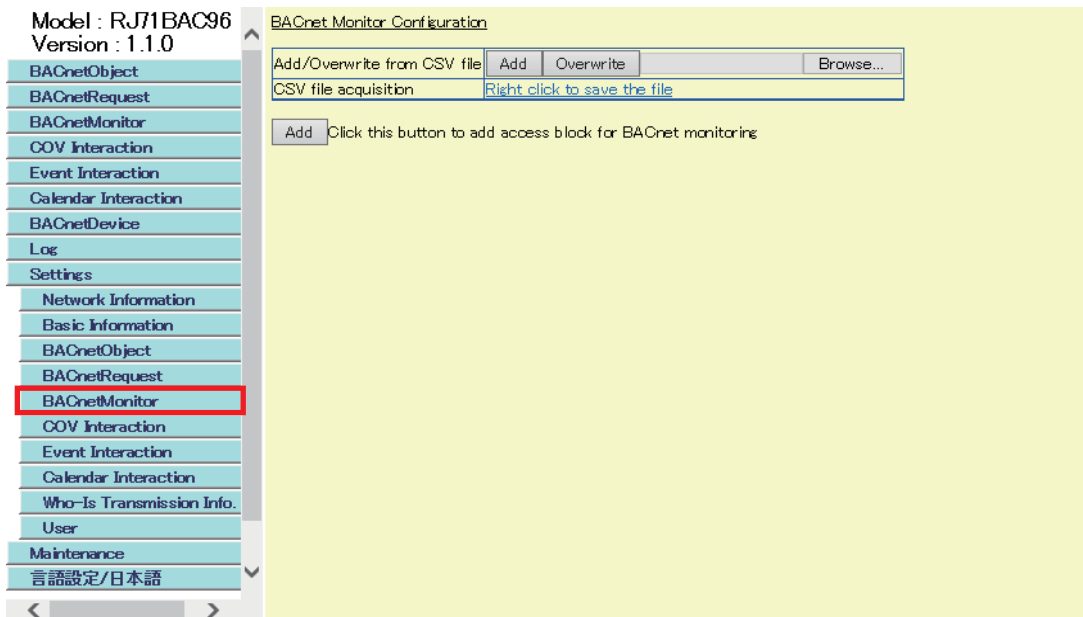 Model : RJ71BAC96
Version : 1.1.0
BACnetObject
BACnetRequest
BACnetMonitor
COV Interaction
Event Interaction
Calendar Interaction
BACnetDevice
Log
Settings
Network Information
Basic Information
BACnetObject
BACnetRequest
BACnetMonitor
COV Interaction
Event Interaction
Calendar Interaction
Who-Is Transmission Info.
User
Maintenance
言語設定/日本語
BACnet Monitor Configuration
Add/Overwrite from CSV file Add Overwrite Browse...
CSV file acquisition Right click to save the file
Add Click this button to add access block for BACnet monitoring